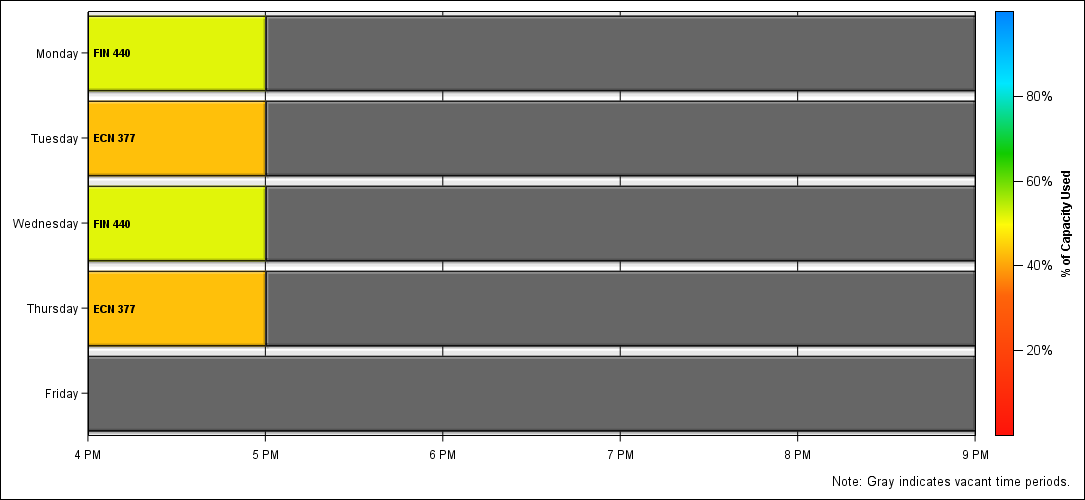 Monday
FIN 440
Tuesday
ECN 377
Wednesday
FIN 440
Thursday
ECN 377
Friday
4 PM 5 PM 6 PM 7 PM 8 PM 9 PM
80%
60%
40%
20%
% of Capacity Used
Note: Gray indicates vacant time periods.